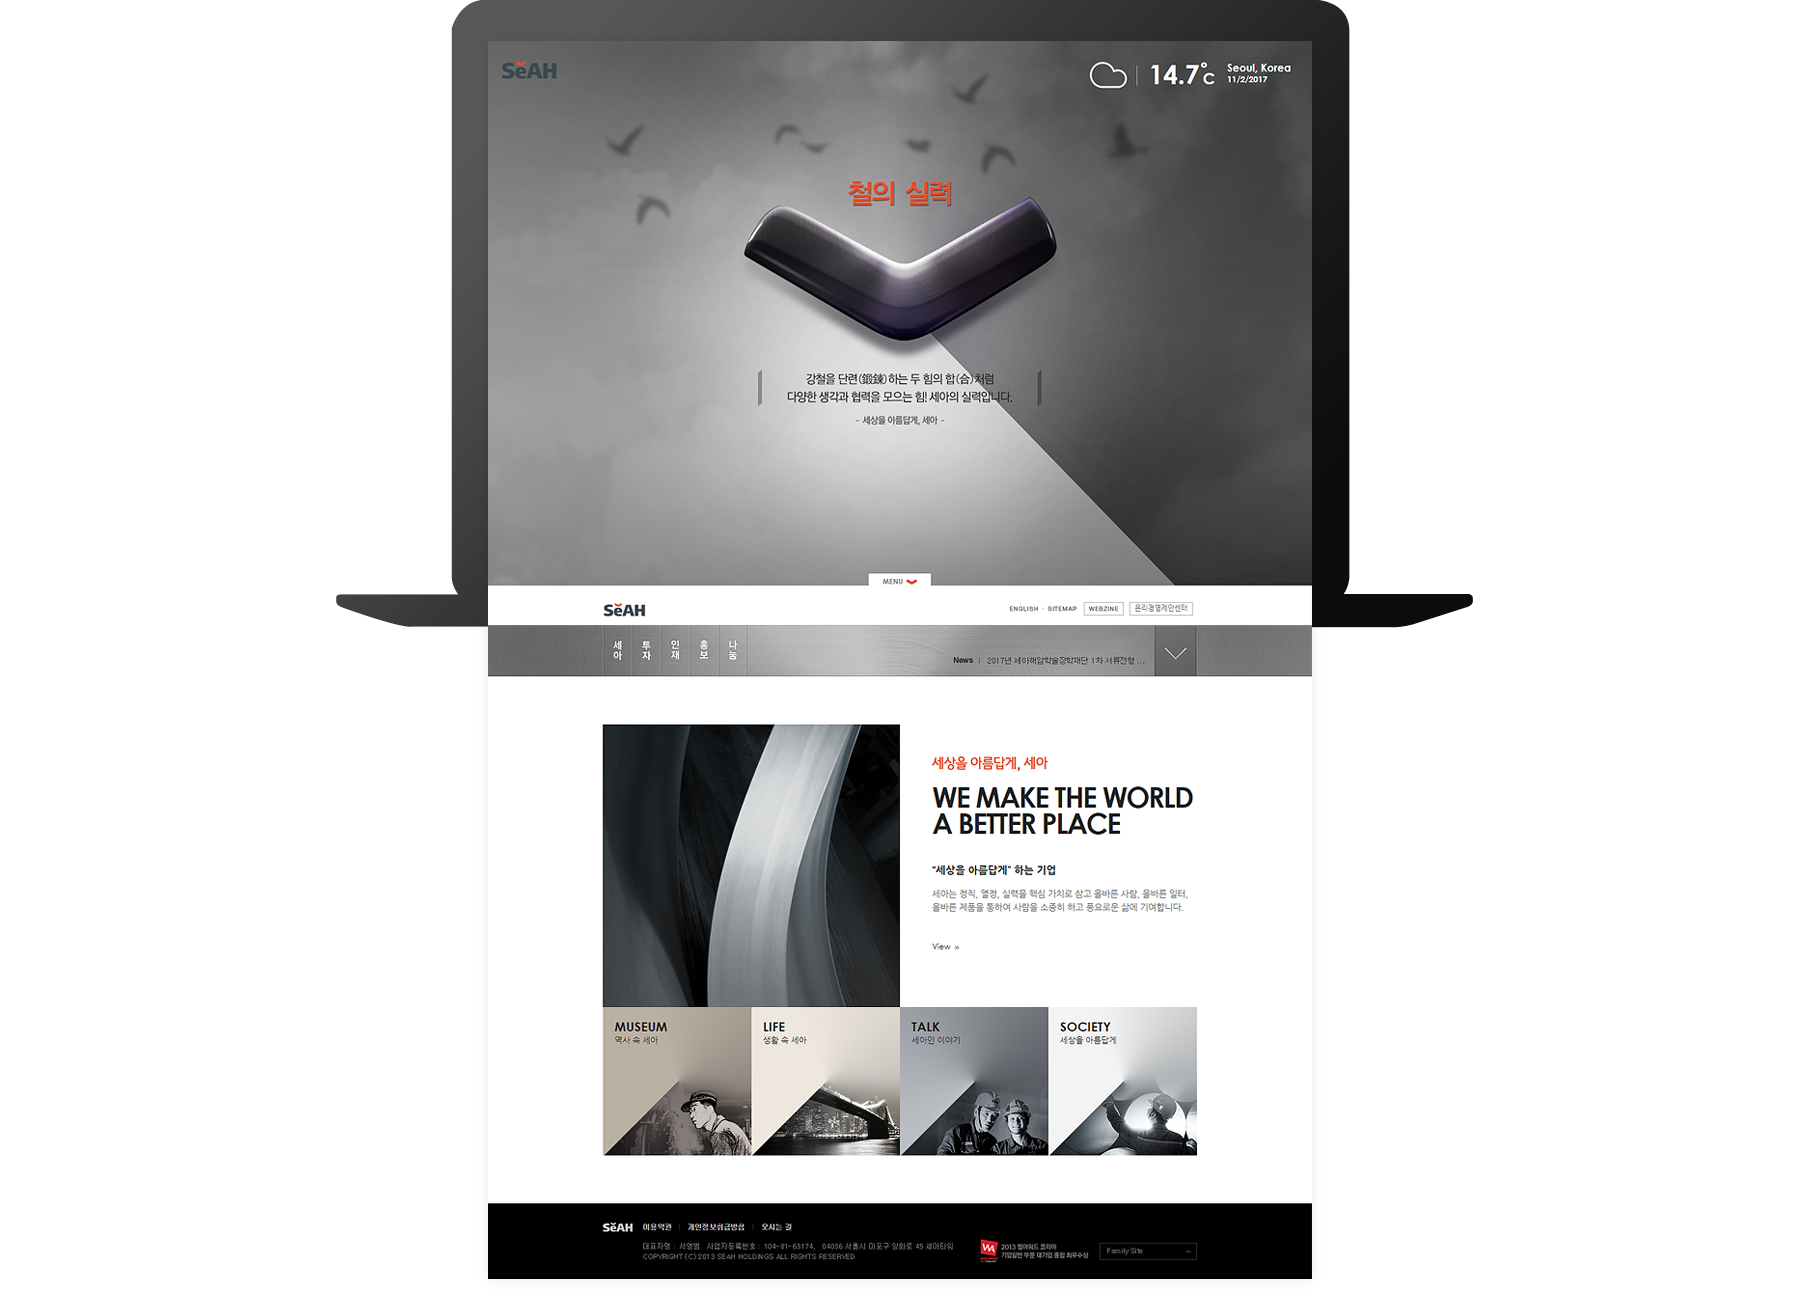 SeAH
14.7°C
Seoul, Korea
11/2/2017
철의 실력
강철을 단련(鍛鍊)하는 두 힘의 합(合)처럼
다양한 생각과 협력을 모으는 힘! 세아의 실력입니다.
- 세상을 아름답게, 세아 -
MENU
SeAH
ENGLISH · SITEMAP
WEBZINE
윤리경영제안센터
세아
투자
인재
홍보
나눔
News | 2017년 세아해암학술장학재단 1차 서류전형 ...
세상을 아름답게, 세아
WE MAKE THE WORLD
A BETTER PLACE
“세상을 아름답게” 하는 기업
세아는 정직, 열정, 실력을 핵심 가치로 삼고 올바른 사람, 올바른 일터,
올바른 제품을 통하여 사람을 소중히 하고 풍요로운 삶에 기여합니다.
View »
MUSEUM
역사 속 세아
LIFE
생활 속 세아
TALK
세아인 이야기
SOCIETY
세상을 아름답게
SeAH
이용약관 | 개인정보취급방침 | 오시는 길
대표자명 : 서영범 사업자등록번호 : 104-81-63174, 04036 서울시 마포구 양화로 45 세아타워
COPYRIGHT (C) 2013 SEAH HOLDINGS ALL RIGHTS RESERVED
2013 웹어워드 코리아
기업일반 부문 대기업 종합 최우수상
Family Site